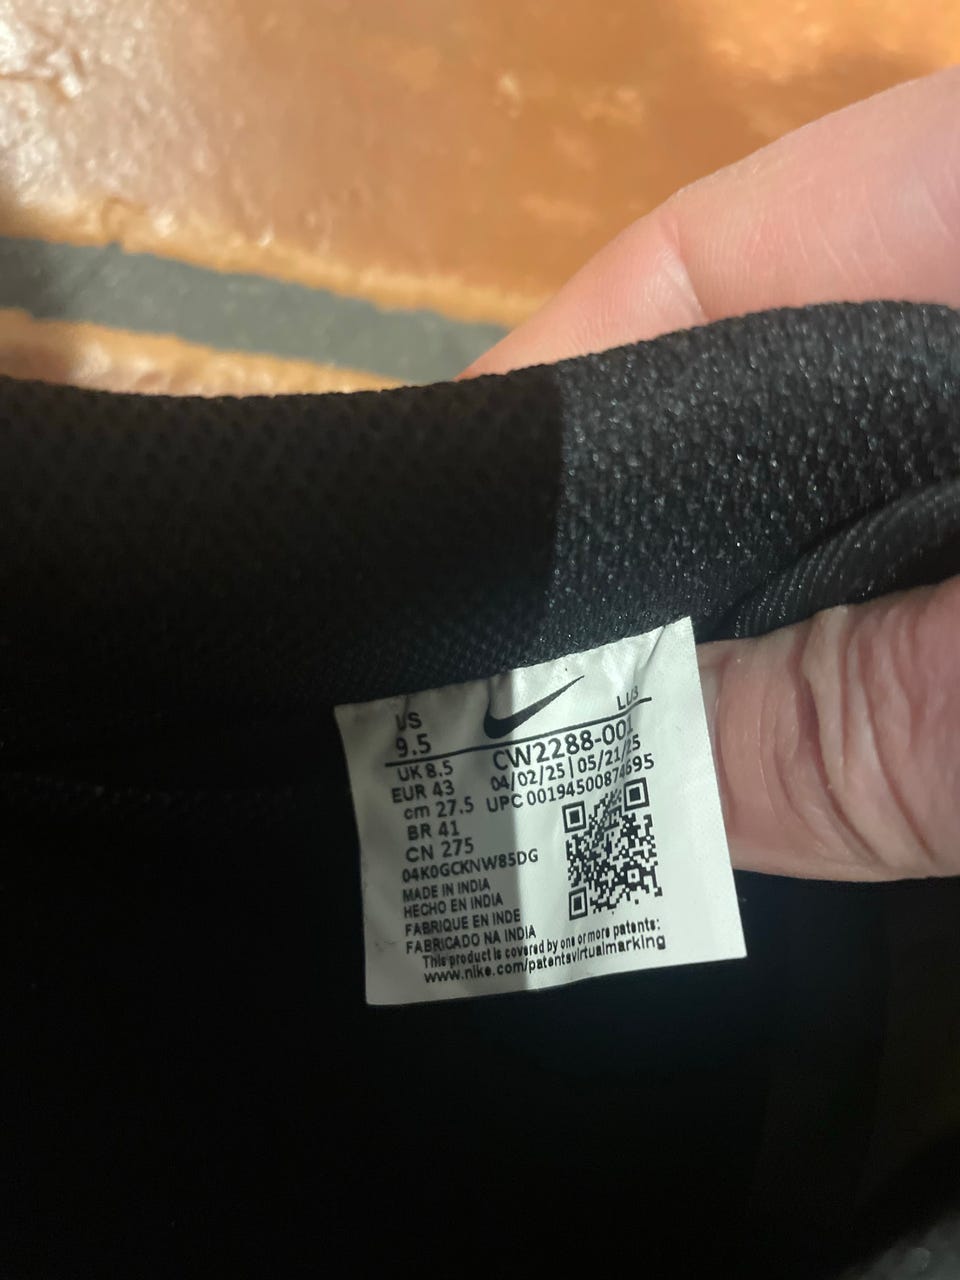 US
9.5
LU3
UK 8.5
CW2288-001
EUR 43
04/02/25 | 05/21/25
cm 27.5
UPC 00194500874695
BR 41
CN 275
04K0GCKNW85DG
MADE IN INDIA
HECHO EN INDIA
FABRIQUE EN INDE
FABRICADO NA INDIA
This product is covered by one or more patents:
www.nike.com/patentsvirtualmarking